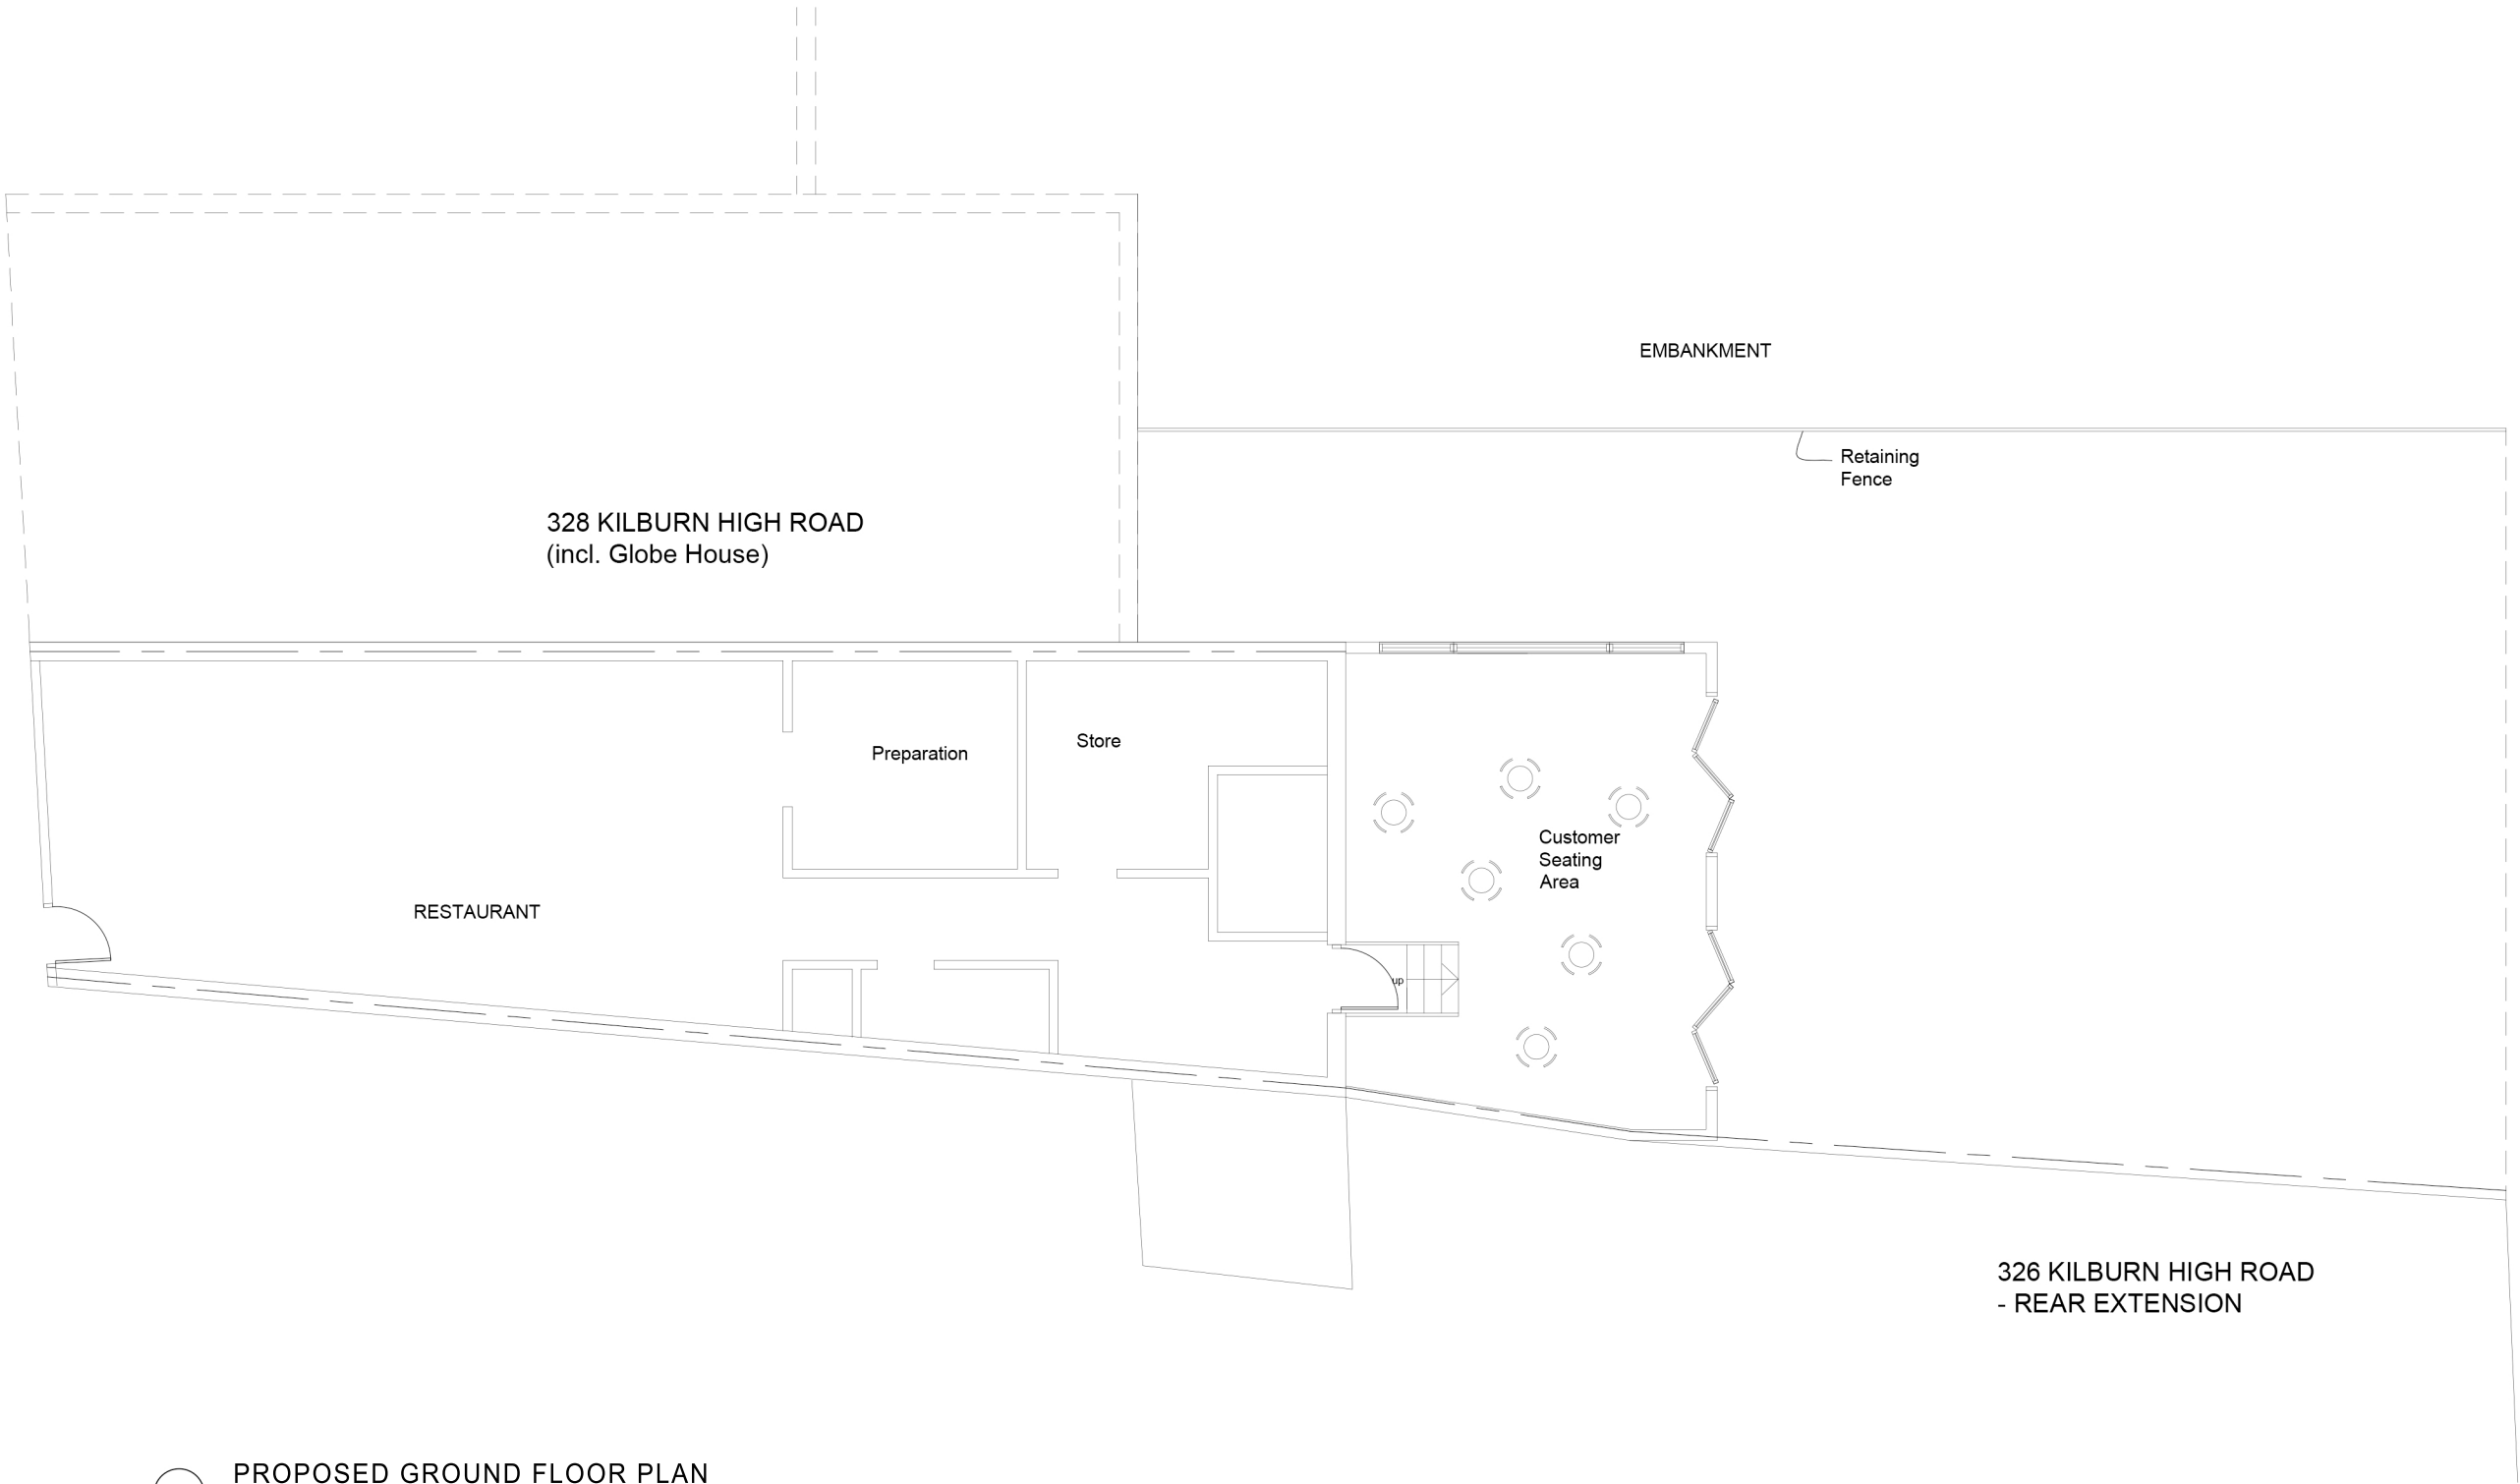 EMBANKMENT
Retaining
Fence
328 KILBURN HIGH ROAD
(incl. Globe House)
Preparation
Store
Customer
Seating
Area
RESTAURANT
up
326 KILBURN HIGH ROAD
- REAR EXTENSION
PROPOSED GROUND FLOOR PLAN